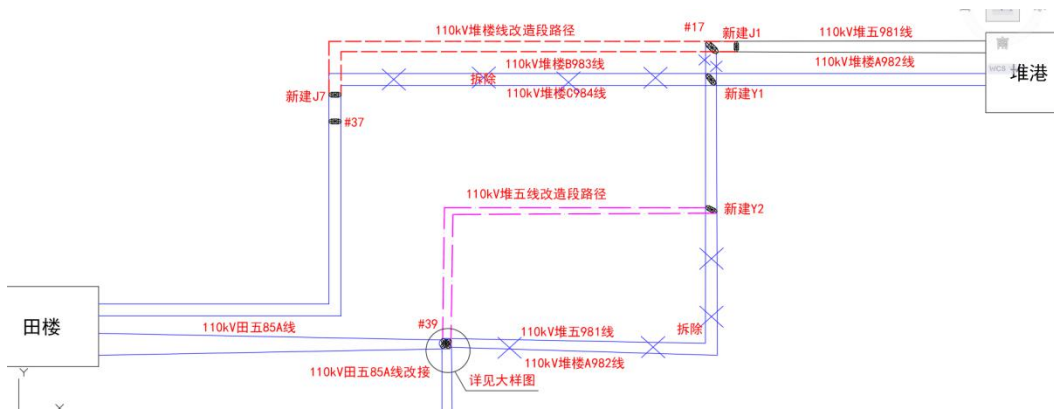 110kV堆楼线改造段路径
#17
新建J1
110kV堆五981线
南
WCS
堆港
110kV堆楼B983线
110kV堆楼A982线
拆除
新建J7
110kV堆楼C984线
新建Y1
#37
110kV堆五线改造段路径
新建Y2
田楼
110kV田五85A线
#39
110kV堆五981线
拆除
110kV堆楼A982线
110kV田五85A线改接
详见大样图
Y
X